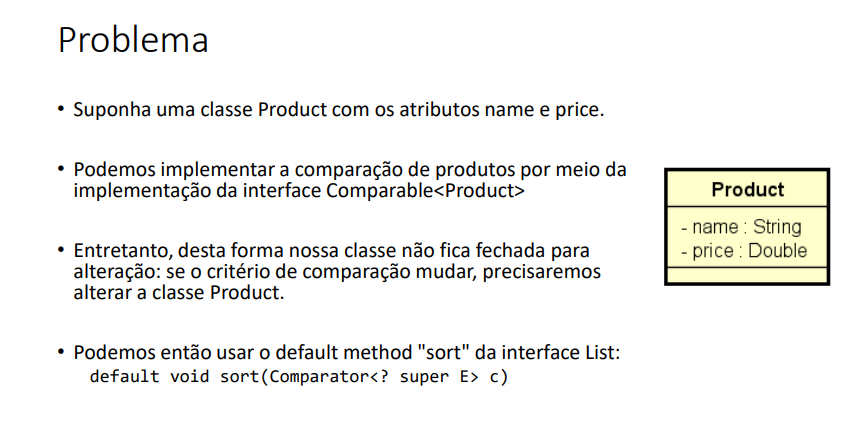 Problema
• Suponha uma classe Product com os atributos name e price.
• Podemos implementar a comparação de produtos por meio da
implementação da interface Comparable<Product>
• Entretanto, desta forma nossa classe não fica fechada para
alteração: se o critério de comparação mudar, precisaremos
alterar a classe Product.
• Podemos então usar o default method "sort" da interface List:
default void sort(Comparator<? super E> c)
Product
- name : String
- price : Double